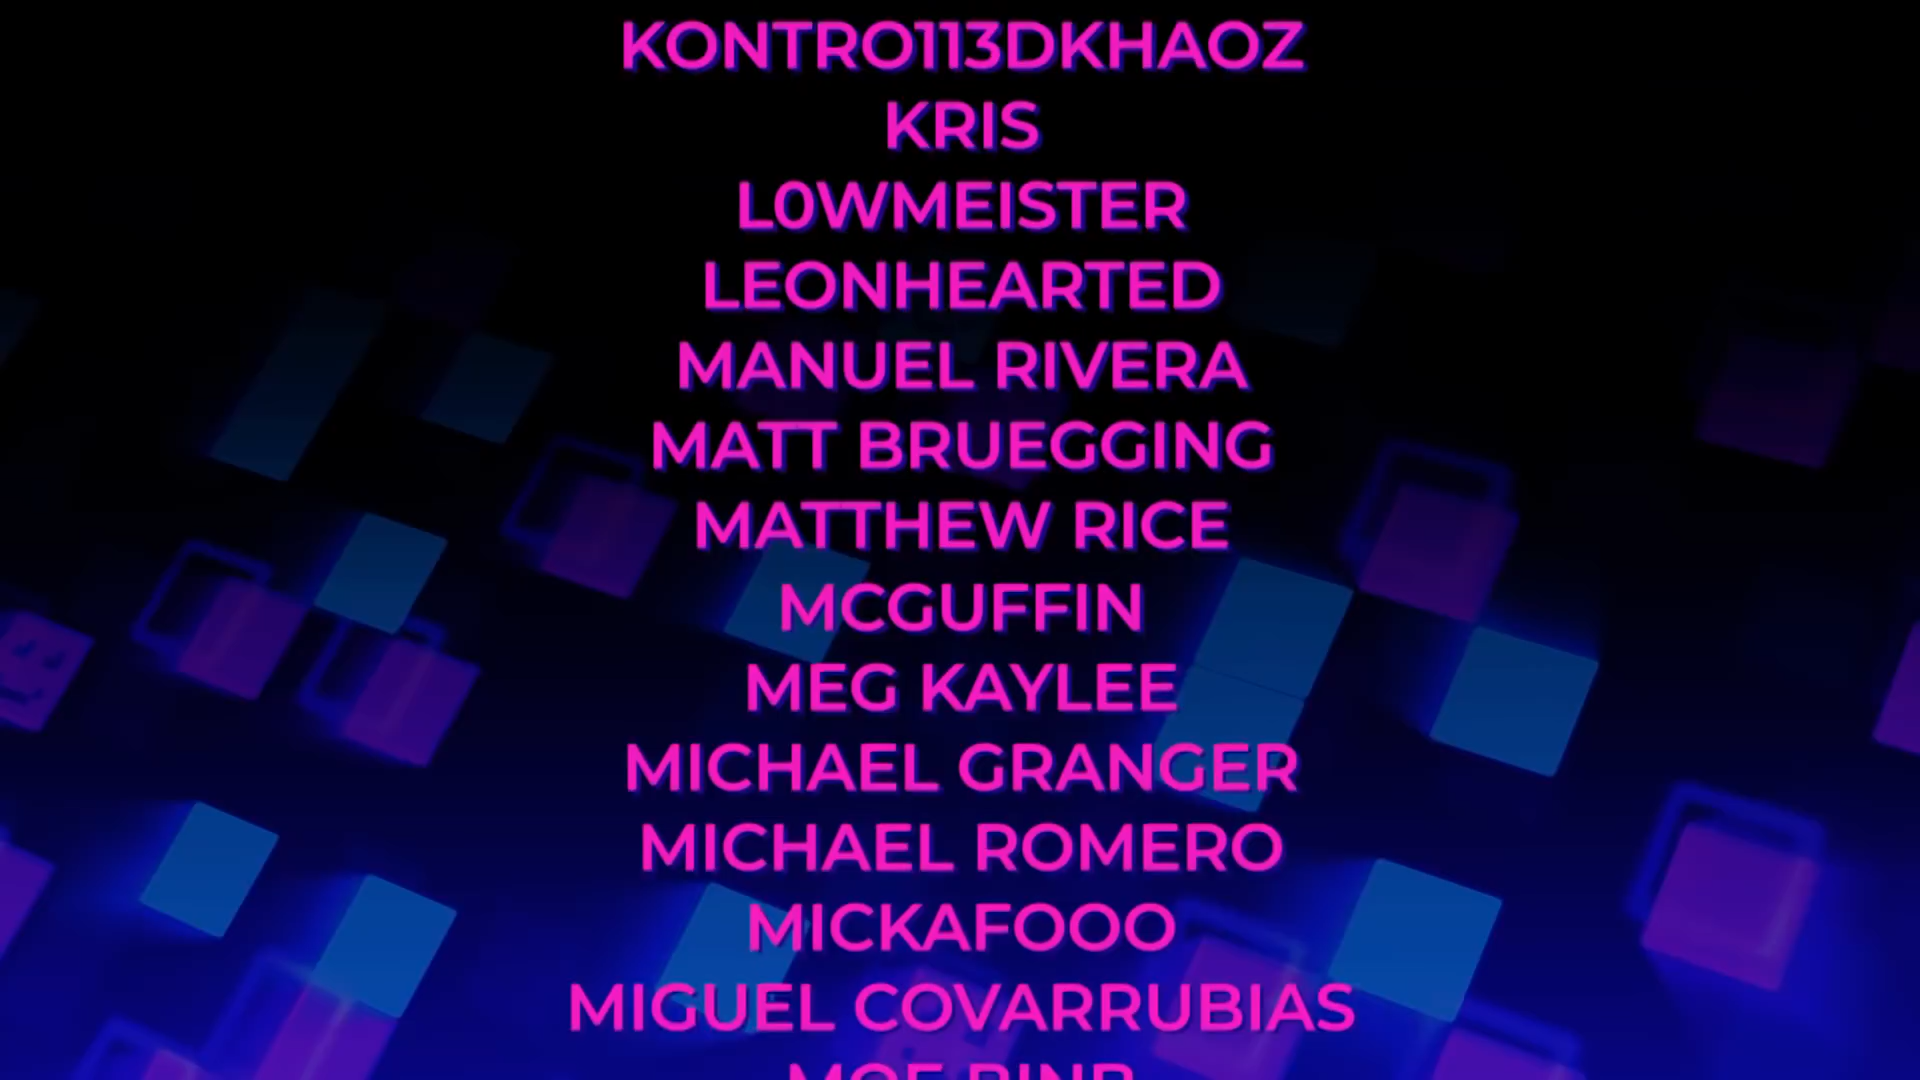 KONTRO113DKHAOZ
KRIS
L0WMEISTER
LEONHEARTED
MANUEL RIVERA
MATT BRUEGGING
MATTHEW RICE
MCGUFFIN
MEG KAYLEE
MICHAEL GRANGER
MICHAEL ROMERO
MICKAFOOO
MIGUEL COVARRUBIAS